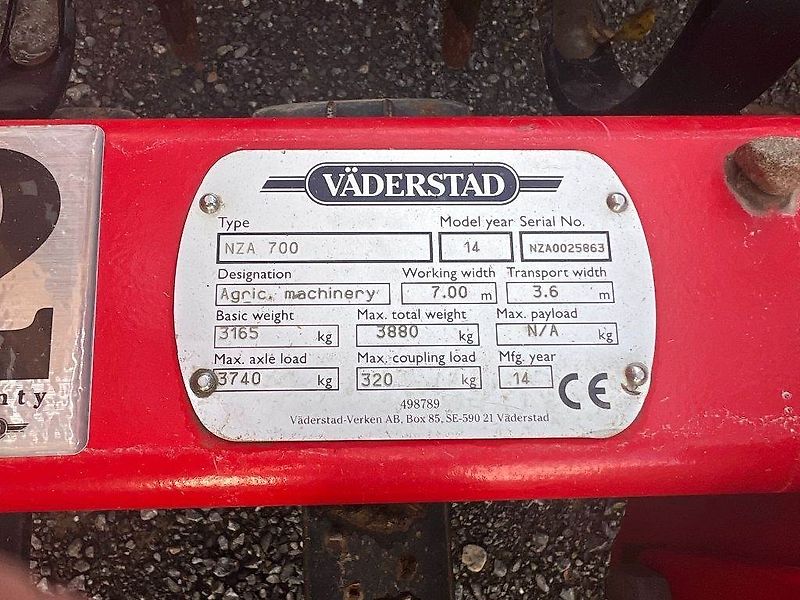 VÄDERSTAD
Type Model year Serial No.
NZA 700 14 NZA0025863
Designation Working width Transport width
Agric. machinery 7.00 m 3.6 m
Basic weight Max. total weight Max. payload
3165 kg 3880 kg N/A kg
Max. axle load Max. coupling load Mfg. year
3740 kg 320 kg 14 CE
498789
Väderstad-Verken AB, Box 85, SE-590 21 Väderstad
2
nty